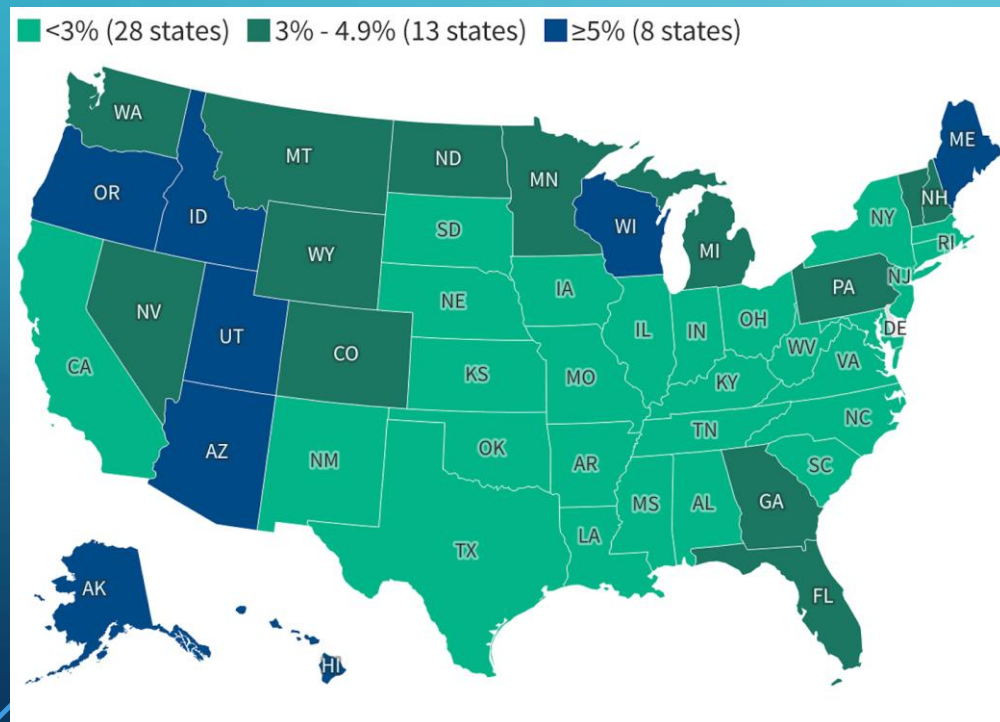 <3% (28 states) 3% - 4.9% (13 states) ≥5% (8 states)
WA
MT
ND
MN
ME
OR
ID
WI
NH
NY
SD
WY
MI
RI
NV
NE
IA
PA
NJ
UT
CO
IL
IN
OH
DE
CA
KS
MO
WV
VA
KY
AZ
NM
OK
AR
TN
NC
SC
MS
AL
GA
TX
LA
AK
FL
HI